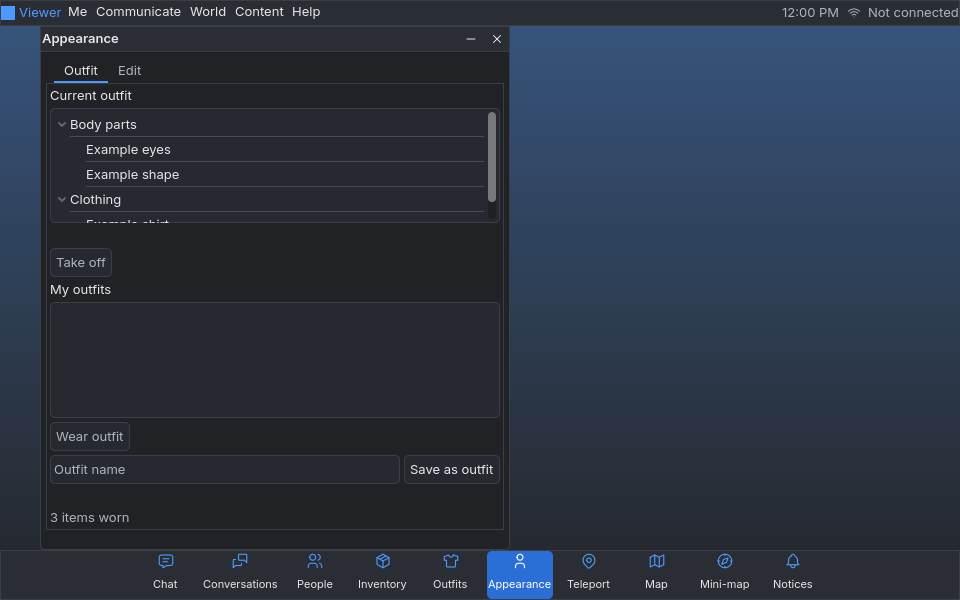 Viewer Me Communicate World Content Help 12:00 PM Not connected
Appearance
Outfit Edit
Current outfit
Body parts
Example eyes
Example shape
Clothing
Example shirt
Take off
My outfits
Wear outfit
Outfit name Save as outfit
3 items worn
Chat Conversations People Inventory Outfits Appearance Teleport Map Mini-map Notices